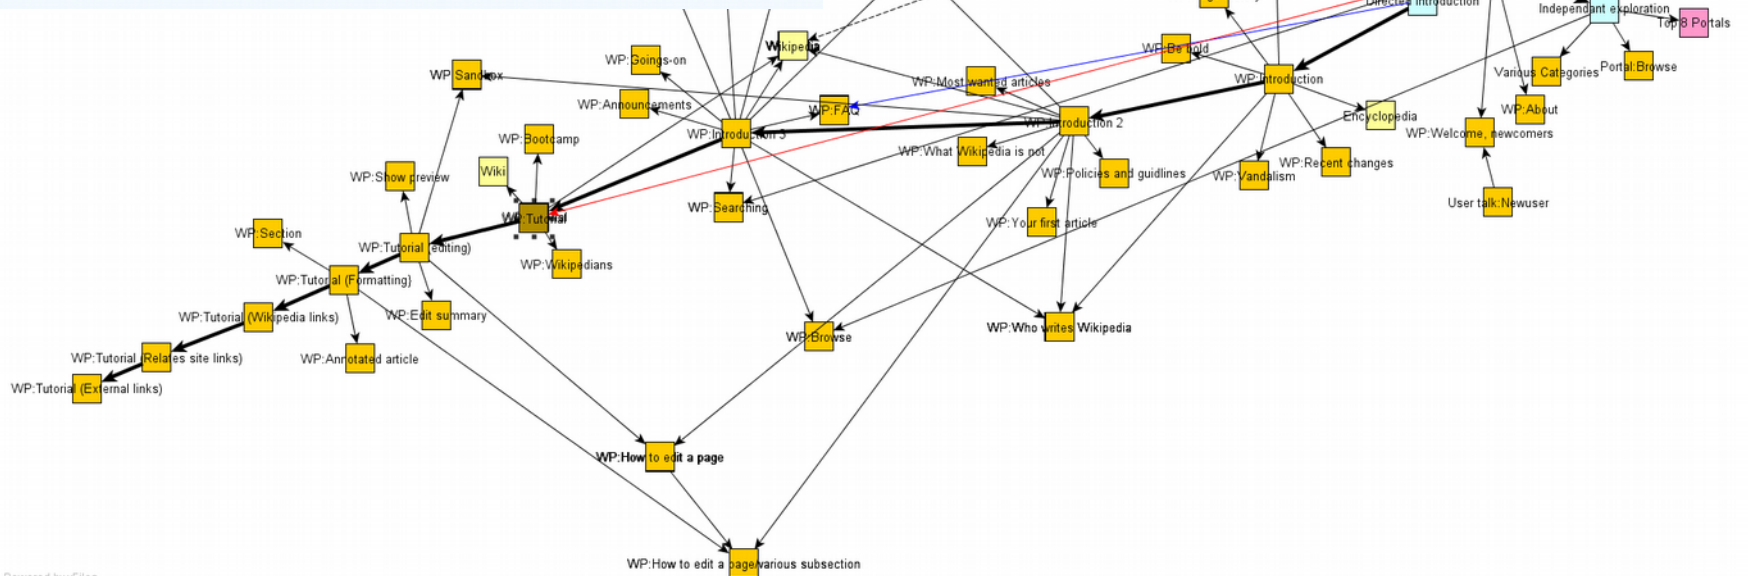 Directed Introduction
Independant exploration
Top 8 Portals
Wikipedia
WP:Be bold
WP:Goings-on
Various Categories
Portal:Browse
WP:Sandbox
WP:Most wanted articles
WP:Introduction
WP:Announcements
WP:FAQ
WP:About
Encyclopedia
WP:Introduction 3
WP:Introduction 2
WP:Welcome, newcomers
WP:Bootcamp
WP:What Wikipedia is not
WP:Recent changes
Wiki
WP:Show preview
WP:Policies and guidlines
WP:Vandalism
User talk:Newuser
WP:Searching
WP:Tutorial
WP:Your first article
WP:Section
WP:Tutorial (editing)
WP:Wikipedians
WP:Tutorial (Formatting}
WP:Tutorial (Wikipedia links)
WP:Edit summary
WP:Who writes Wikipedia
WP:Browse
WP:Tutorial (Relates site links)
WP:Annotated article
WP:Tutorial (External links)
WP:How to edit a page
WP:How to edit a page/various subsection